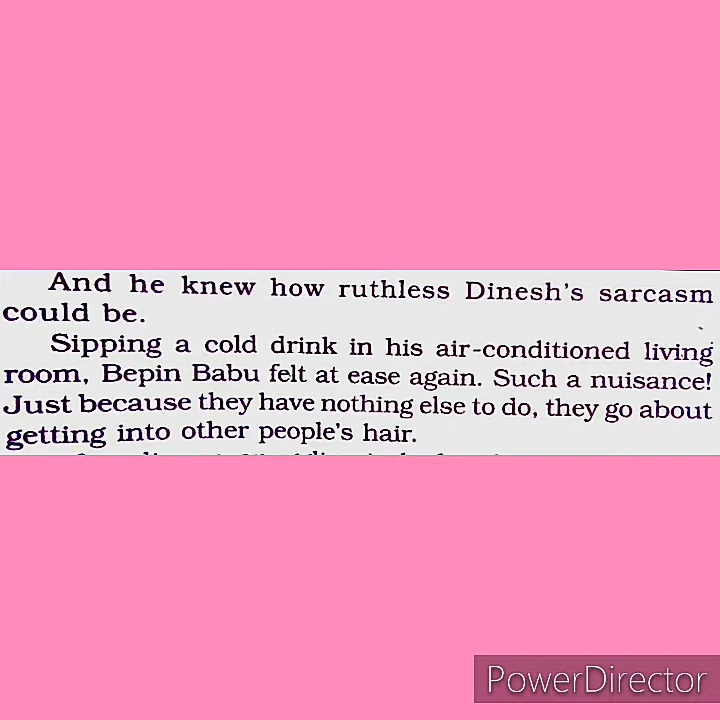 And he knew how ruthless Dinesh's sarcasm
could be.
Sipping a cold drink in his air-conditioned living
room, Bepin Babu felt at ease again. Such a nuisance!
Just because they have nothing else to do, they go about
getting into other people's hair.
PowerDirector